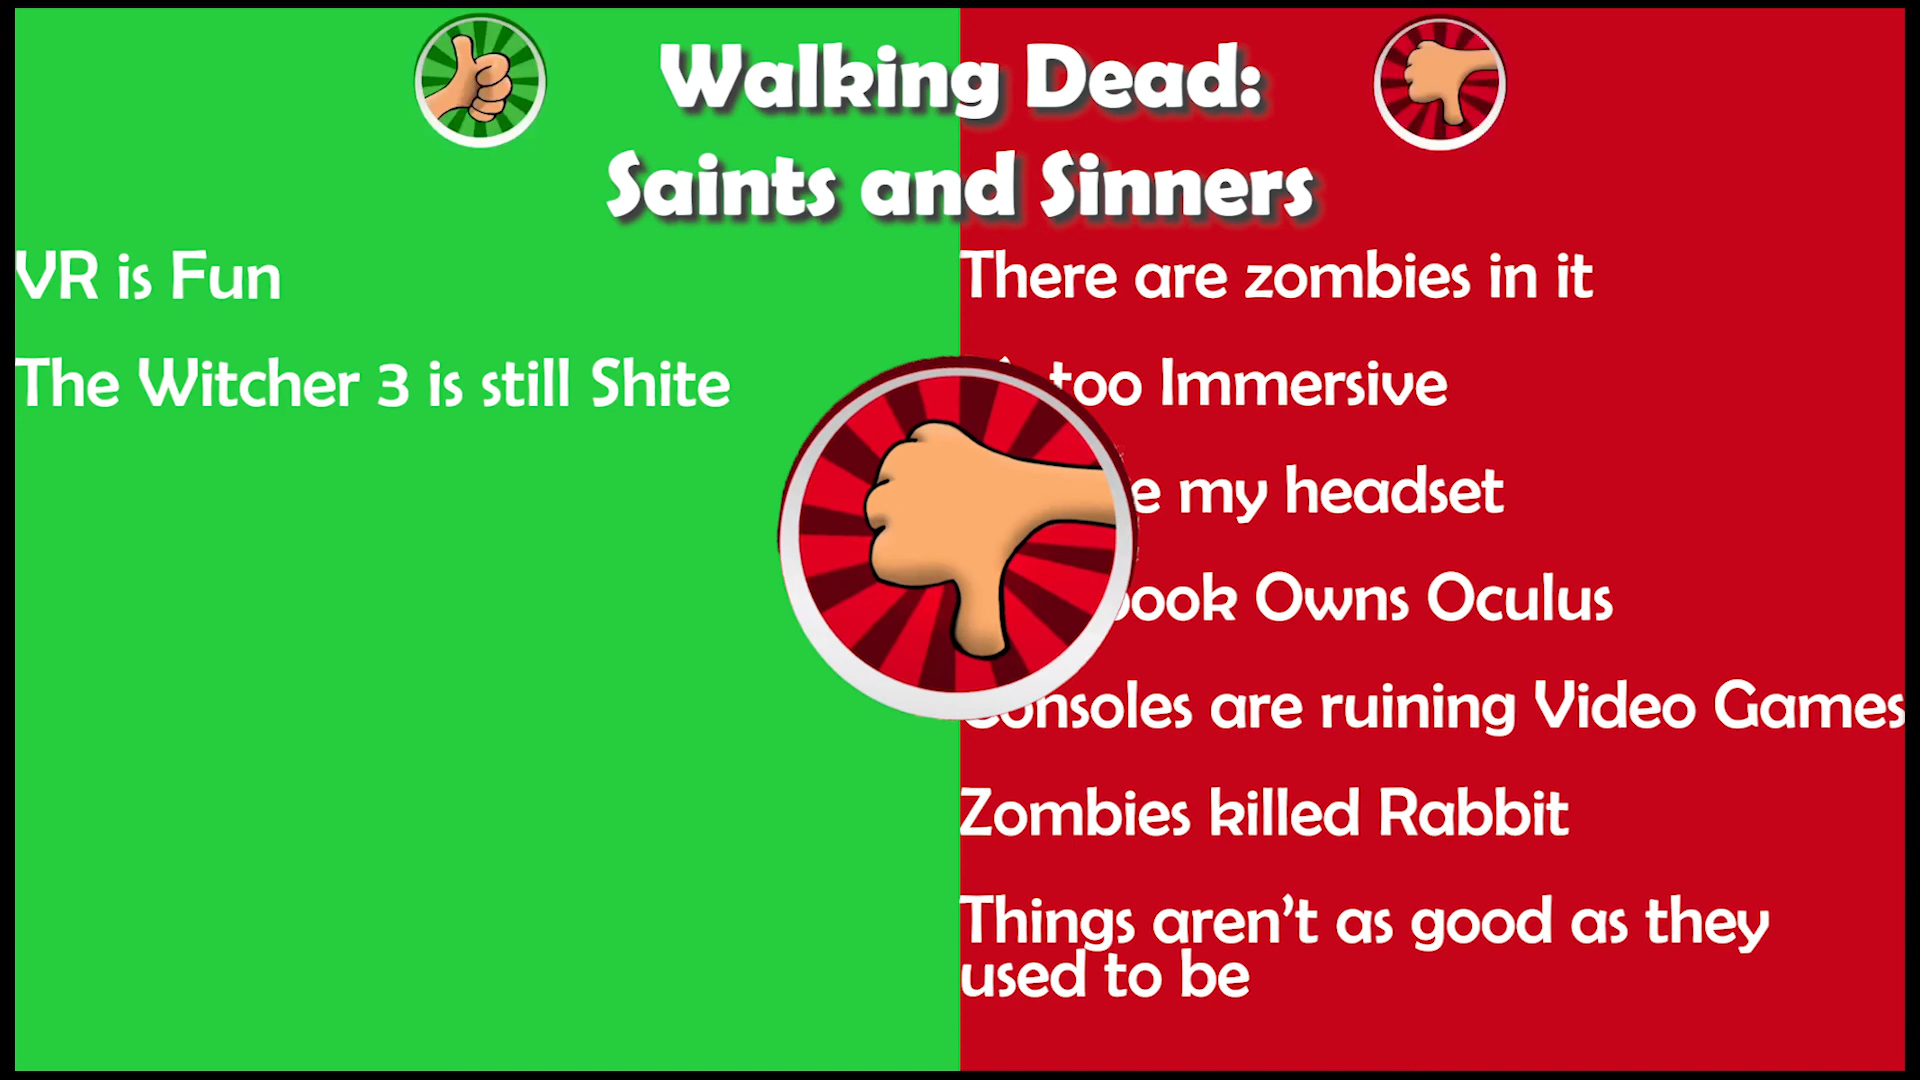 Walking Dead:
Saints and Sinners
VR is Fun
The Witcher 3 is still Shite
There are zombies in it
too Immersive
my headset
Owns Oculus
Consoles are ruining Video Games
Zombies killed Rabbit
Things aren't as good as they
used to be